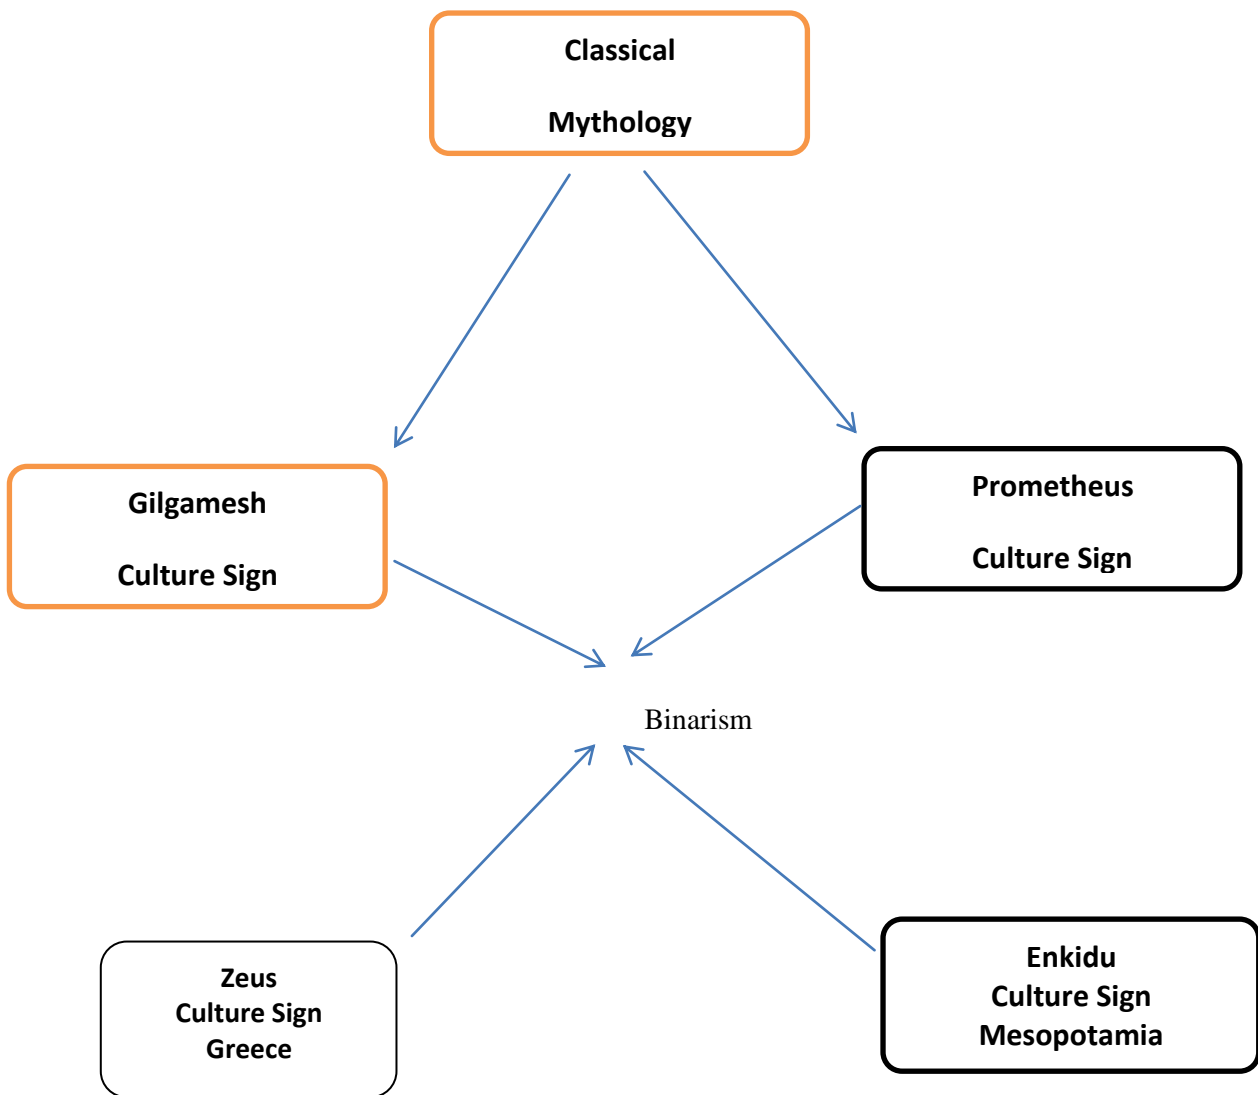 Classical
Mythology
Gilgamesh
Culture Sign
Prometheus
Culture Sign
Binarism
Zeus
Culture Sign
Greece
Enkidu
Culture Sign
Mesopotamia